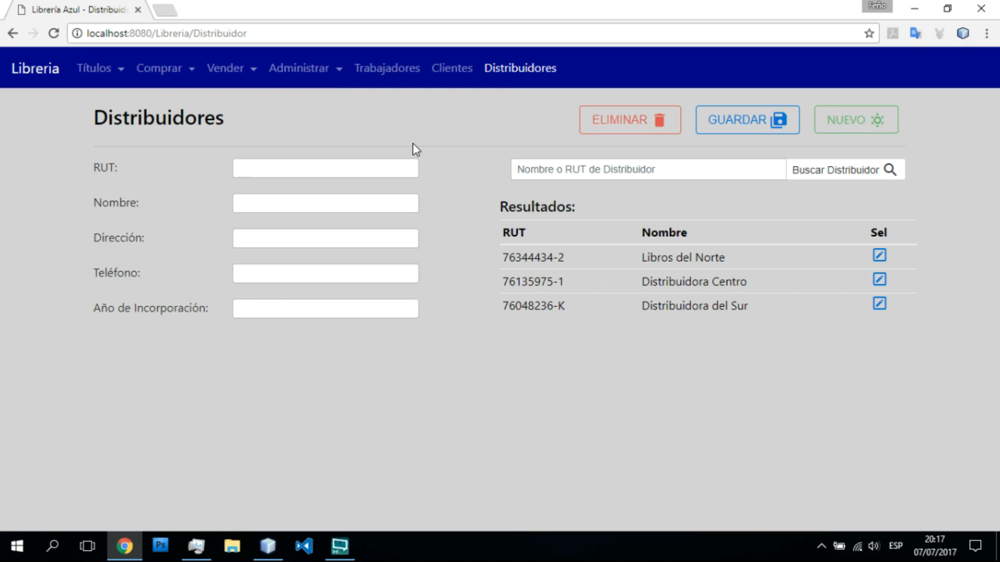 Librería Azul - Distribuid
Feño
localhost:8080/Libreria/Distribuidor
Libreria Títulos Comprar Vender Administrar Trabajadores Clientes Distribuidores
Distribuidores ELIMINAR GUARDAR NUEVO
RUT: Nombre o RUT de Distribuidor Buscar Distribuidor
Nombre: Resultados:
RUT Nombre Sel
Dirección:
76344434-2 Libros del Norte
Teléfono:
76135975-1 Distribuidora Centro
Año de Incorporación: 76048236-K Distribuidora del Sur
Ps ESP 20:17
07/07/2017